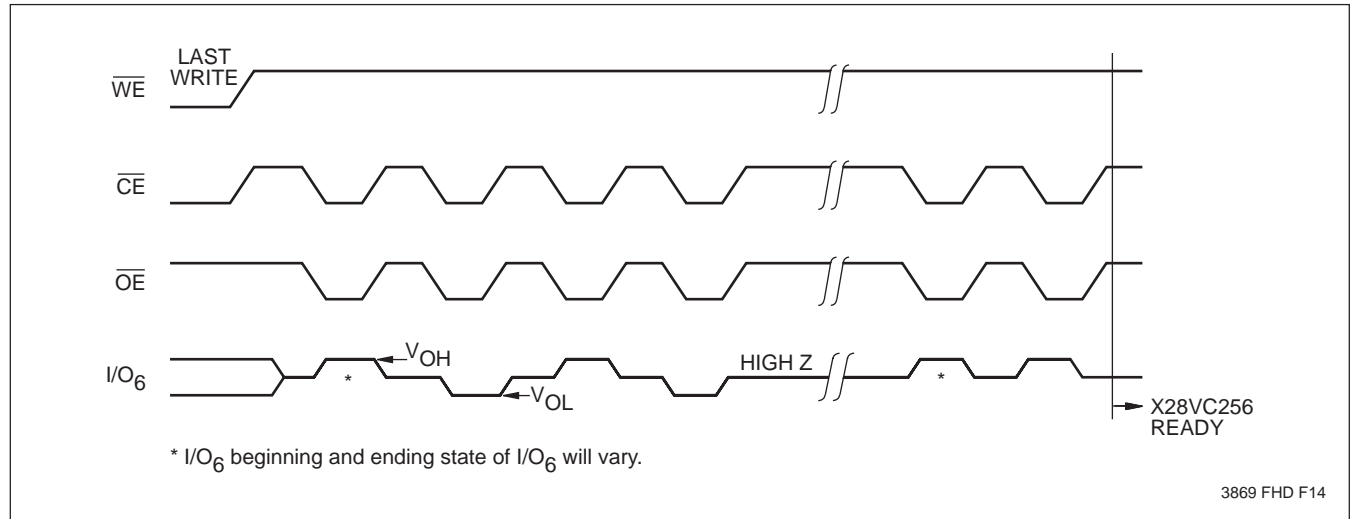 LAST
WRITE
WE
CE
OE
I/O6
VOH
*
VOL
HIGH Z
*
X28VC256
READY
* I/O6 beginning and ending state of I/O6 will vary.
3869 FHD F14